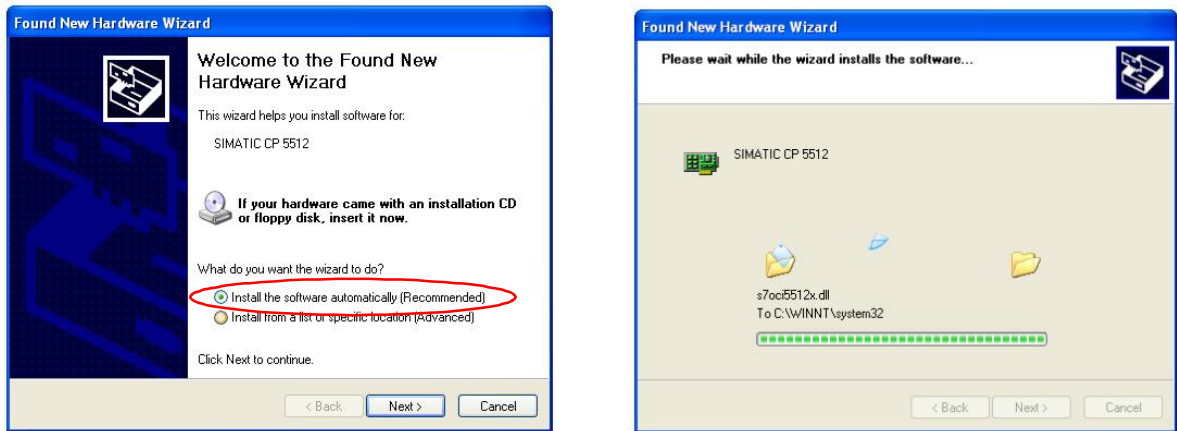 Found New Hardware Wizard
Welcome to the Found New
Hardware Wizard
This wizard helps you install software for:
SIMATIC CP 5512
If your hardware came with an installation CD
or floppy disk, insert it now.
What do you want the wizard to do?
Install the software automatically (Recommended)
Install from a list or specific location (Advanced)
Click Next to continue.
< Back
Next >
Cancel
Found New Hardware Wizard
Please wait while the wizard installs the software...
SIMATIC CP 5512
s7oci5512x.dll
To C:\WINNT\system32
< Back
Next >
Cancel